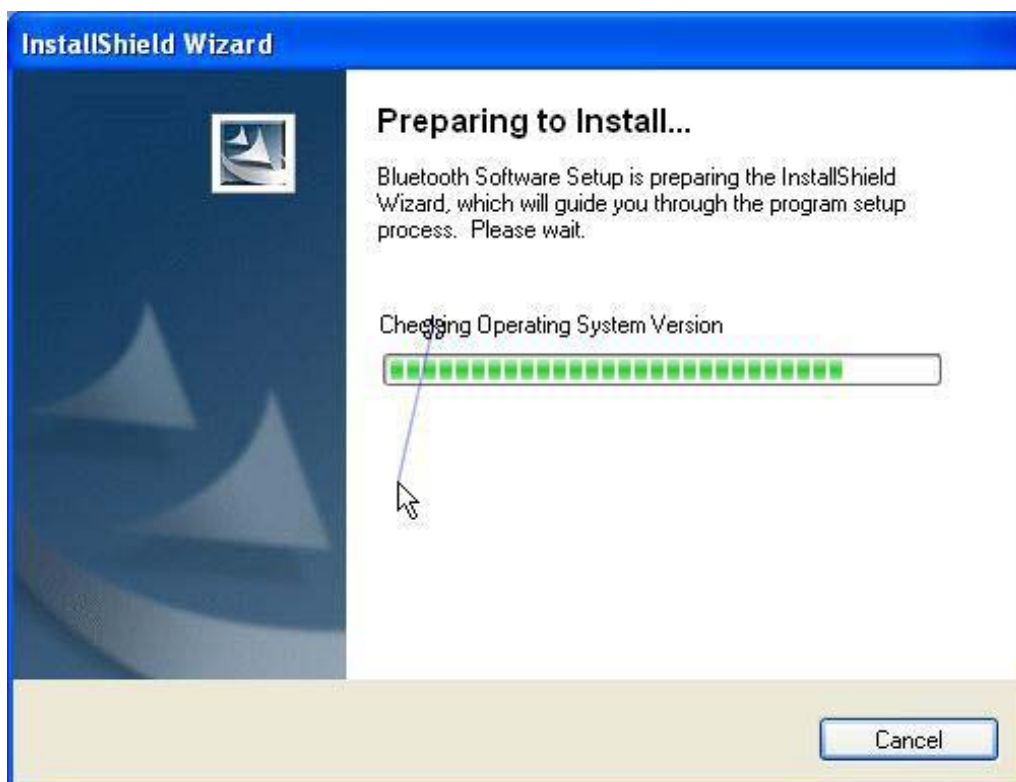 InstallShield Wizard
Preparing to Install...
Bluetooth Software Setup is preparing the InstallShield
Wizard, which will guide you through the program setup
process. Please wait.
Checking Operating System Version
Cancel